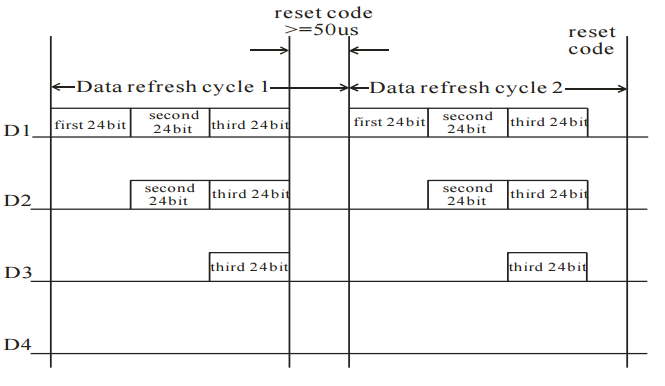 reset code
>=50us
reset
code
Data refresh cycle 1
Data refresh cycle 2
D1
first 24bit
second
24bit
third 24bit
first 24bit
second
24bit
third 24bit
D2
second
24bit
third 24bit
second
24bit
third 24bit
D3
third 24bit
third 24bit
D4